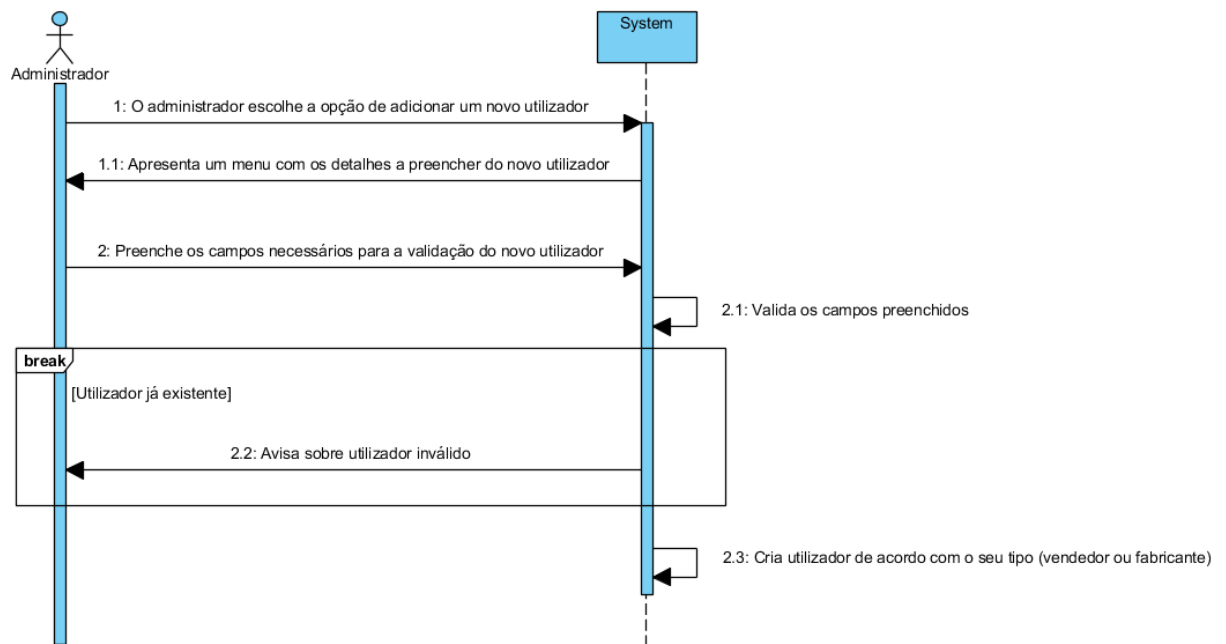 System
Administrador
1: O administrador escolhe a opção de adicionar um novo utilizador
1.1: Apresenta um menu com os detalhes a preencher do novo utilizador
2: Preenche os campos necessários para a validação do novo utilizador
2.1: Valida os campos preenchidos
break
[Utilizador já existente]
2.2: Avisa sobre utilizador inválido
2.3: Cria utilizador de acordo com o seu tipo (vendedor ou fabricante)